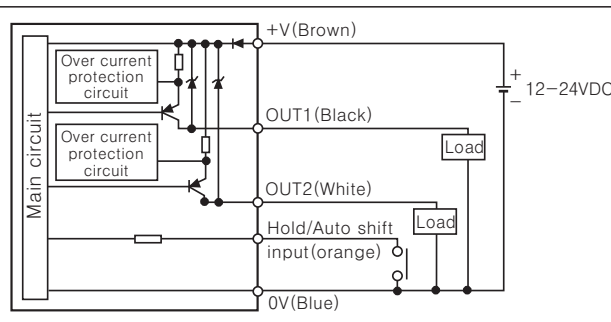 +V(Brown)
Over current
protection
circuit
+
−
12−24VDC
Main circuit
OUT1(Black)
Load
Over current
protection
circuit
OUT2(White)
Load
Hold/Auto shift
input(orange)
0V(Blue)